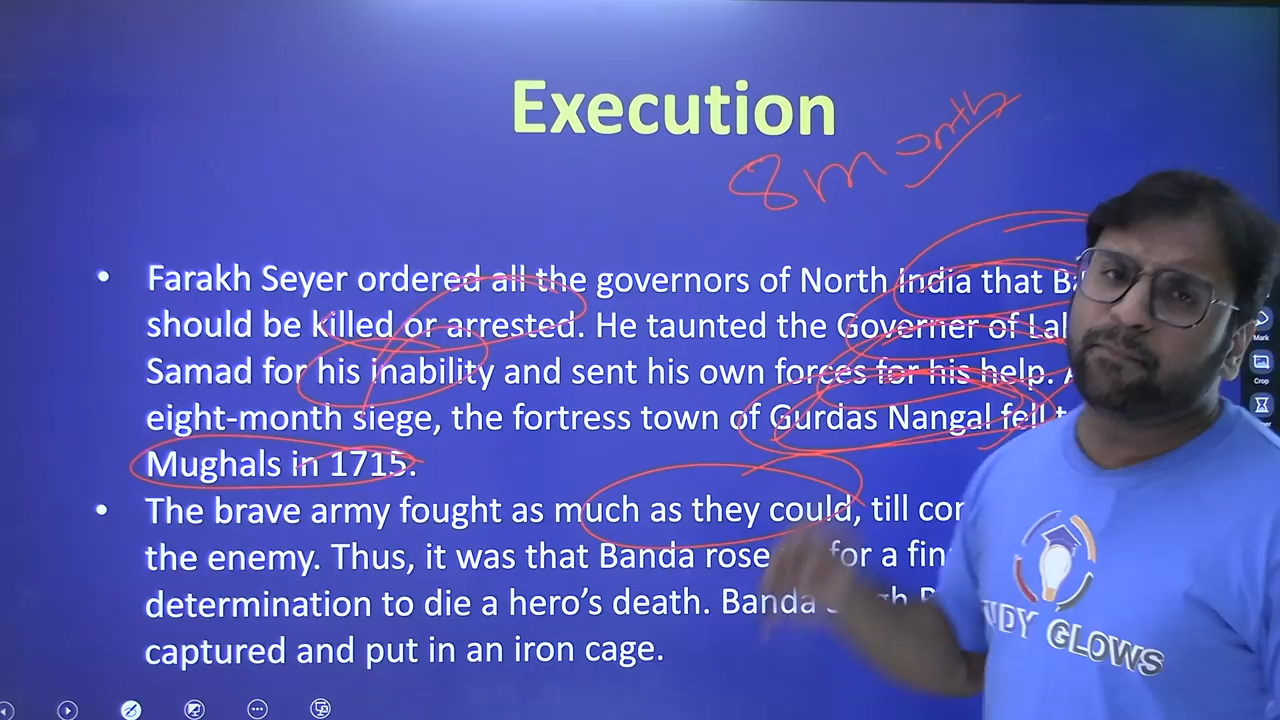 Execution
8 month
Farakh Seyer ordered all the governors of North India that
should be killed or arrested. He taunted the Governer of
Samad for his inability and sent his own forces for his help.
eight-month siege, the fortress town of Gurdas Nangal fell
Mughals in 1715.
The brave army fought as much as they could, till
the enemy. Thus, it was that Banda rose for a
determination to die a hero's death. Banda
captured and put in an iron cage.
Mark
Crop
STUDY GLOWS